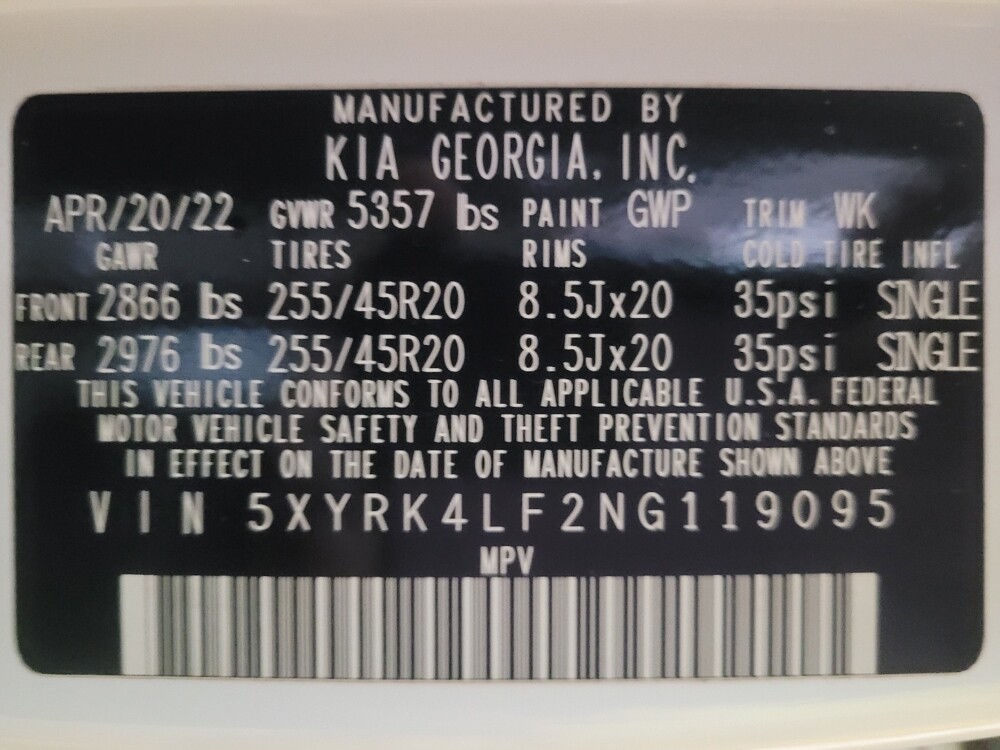 MANUFACTURED BY
KIA GEORGIA, INC.
APR/20/22 GVWR 5357 lbs PAINT GWP TRIM WK
GAWR TIRES RIMS COLD TIRE INFL
FRONT 2866 lbs 255/45R20 8.5Jx20 35psi SINGLE
REAR 2976 lbs 255/45R20 8.5Jx20 35psi SINGLE
THIS VEHICLE CONFORMS TO ALL APPLICABLE U.S.A. FEDERAL
MOTOR VEHICLE SAFETY AND THEFT PREVENTION STANDARDS
IN EFFECT ON THE DATE OF MANUFACTURE SHOWN ABOVE
VIN 5XYRK4LF2NG119095
MPV